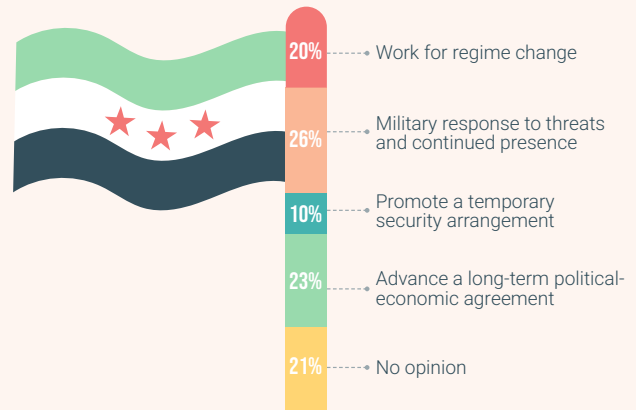 20%
Work for regime change
26%
Military response to threats
and continued presence
10%
Promote a temporary
security arrangement
23%
Advance a long-term political-
economic agreement
21%
No opinion